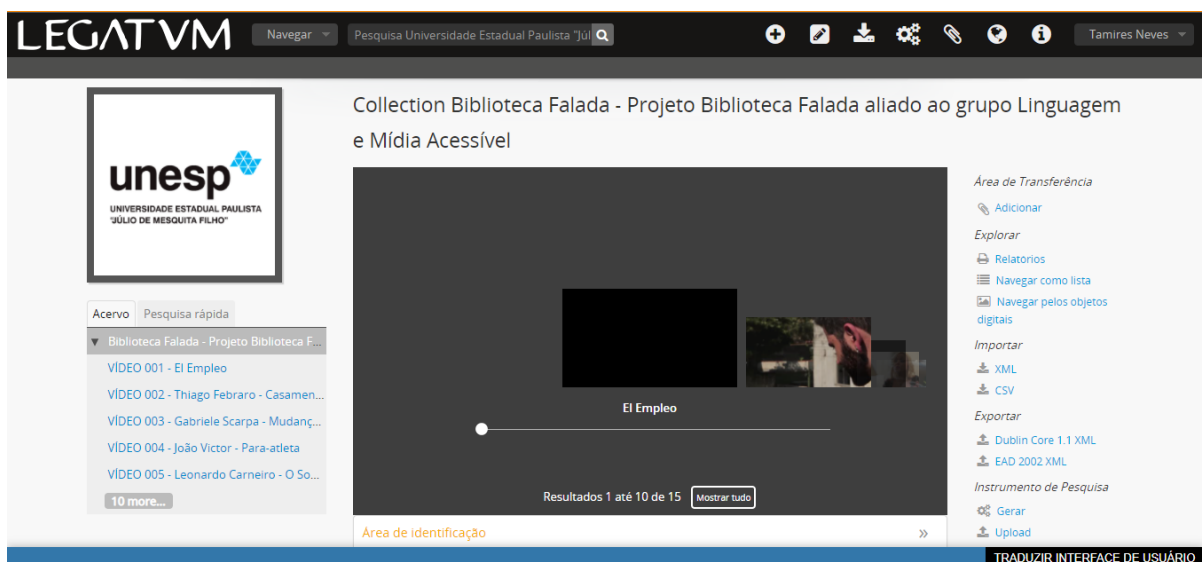 LEGATVM
Navegar
Pesquisa Universidade Estadual Paulista "Júl
Tamires Neves
unesp
UNIVERSIDADE ESTADUAL PAULISTA
"JÚLIO DE MESQUITA FILHO"
Acervo
Pesquisa rápida
Biblioteca Falada - Projeto Biblioteca F...
VÍDEO 001 - El Empleo
VÍDEO 002 - Thiago Febraro - Casamen...
VÍDEO 003 - Gabriele Scarpa - Mudanç...
VÍDEO 004 - João Victor - Para-atleta
VÍDEO 005 - Leonardo Carneiro - O So...
10 more...
Collection Biblioteca Falada - Projeto Biblioteca Falada aliado ao grupo Linguagem
e Mídia Acessível
El Empleo
Resultados 1 até 10 de 15
Mostrar tudo
Área de identificação
Área de Transferência
Adicionar
Explorar
Relatórios
Navegar como lista
Navegar pelos objetos
digitais
Importar
XML
CSV
Exportar
Dublin Core 1.1 XML
EAD 2002 XML
Instrumento de Pesquisa
Gerar
Upload
TRADUZIR INTERFACE DE USUÁRIO